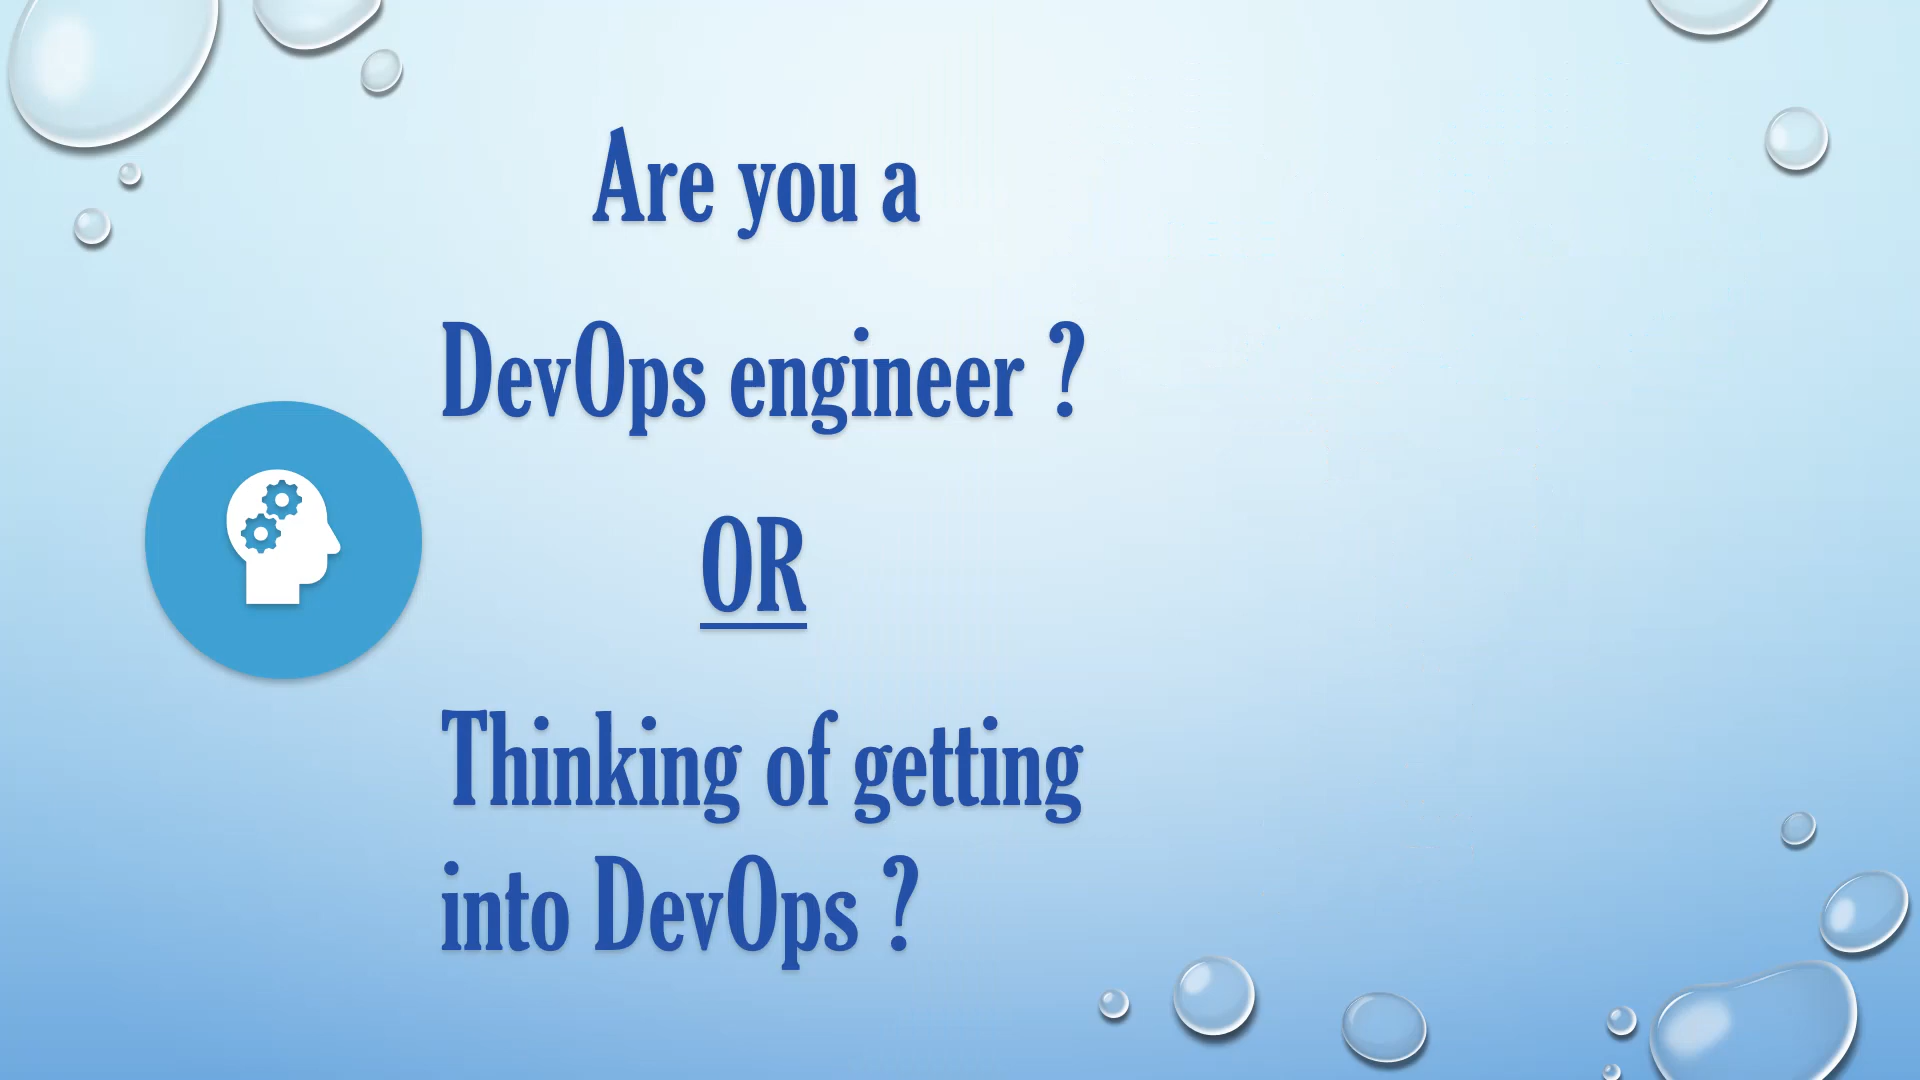 Are you a
DevOps engineer ?
OR
Thinking of getting
into DevOps ?